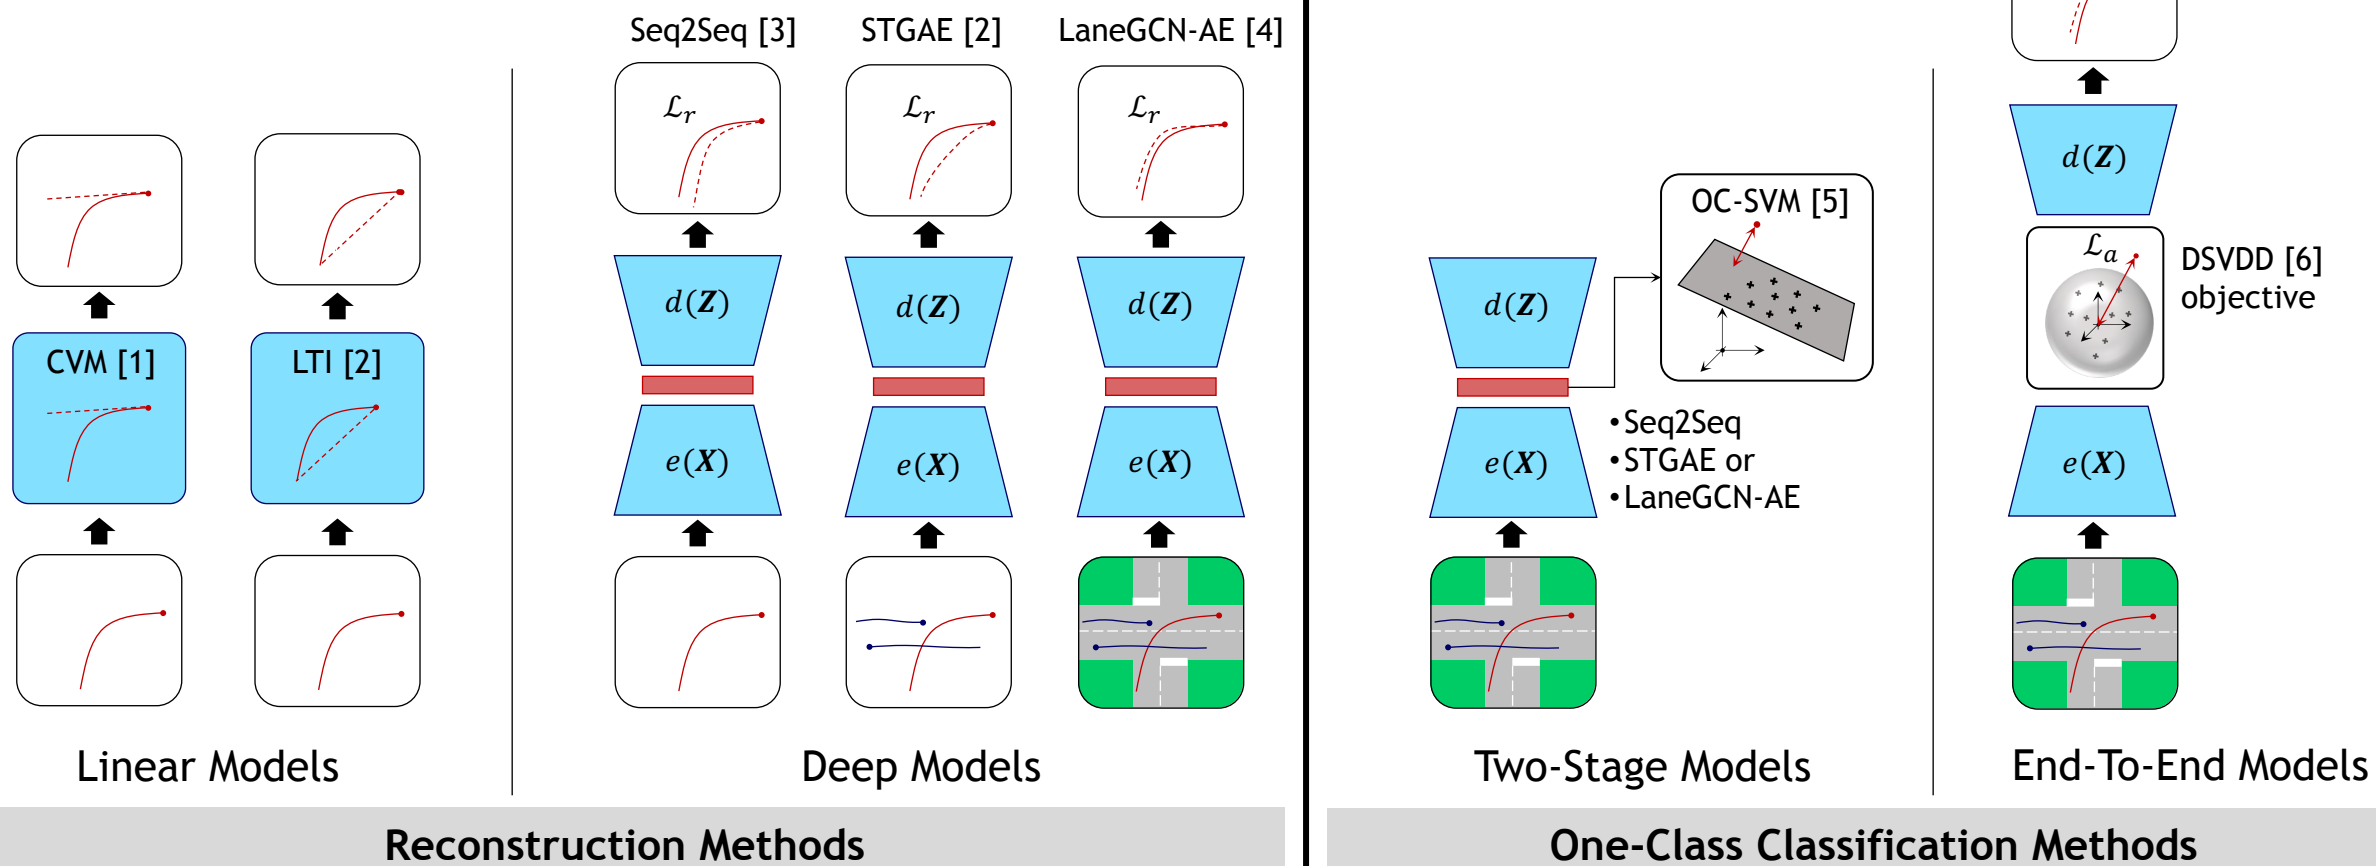 Seq2Seq [3]
STGAE [2]
LaneGCN-AE [4]
ℒr
ℒr
ℒr
CVM [1]
LTI [2]
d(Z)
d(Z)
d(Z)
e(X)
e(X)
e(X)
Linear Models
Deep Models
Reconstruction Methods
OC-SVM [5]
d(Z)
e(X)
•Seq2Seq
•STGAE or
•LaneGCN-AE
d(Z)
ℒa
DSVDD [6]
objective
e(X)
Two-Stage Models
End-To-End Models
One-Class Classification Methods